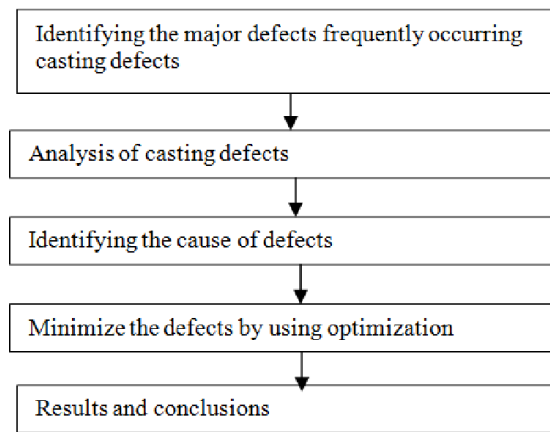 Identifying the major defects frequently occurring
casting defects
Analysis of casting defects
Identifying the cause of defects
Minimize the defects by using optimization
Results and conclusions